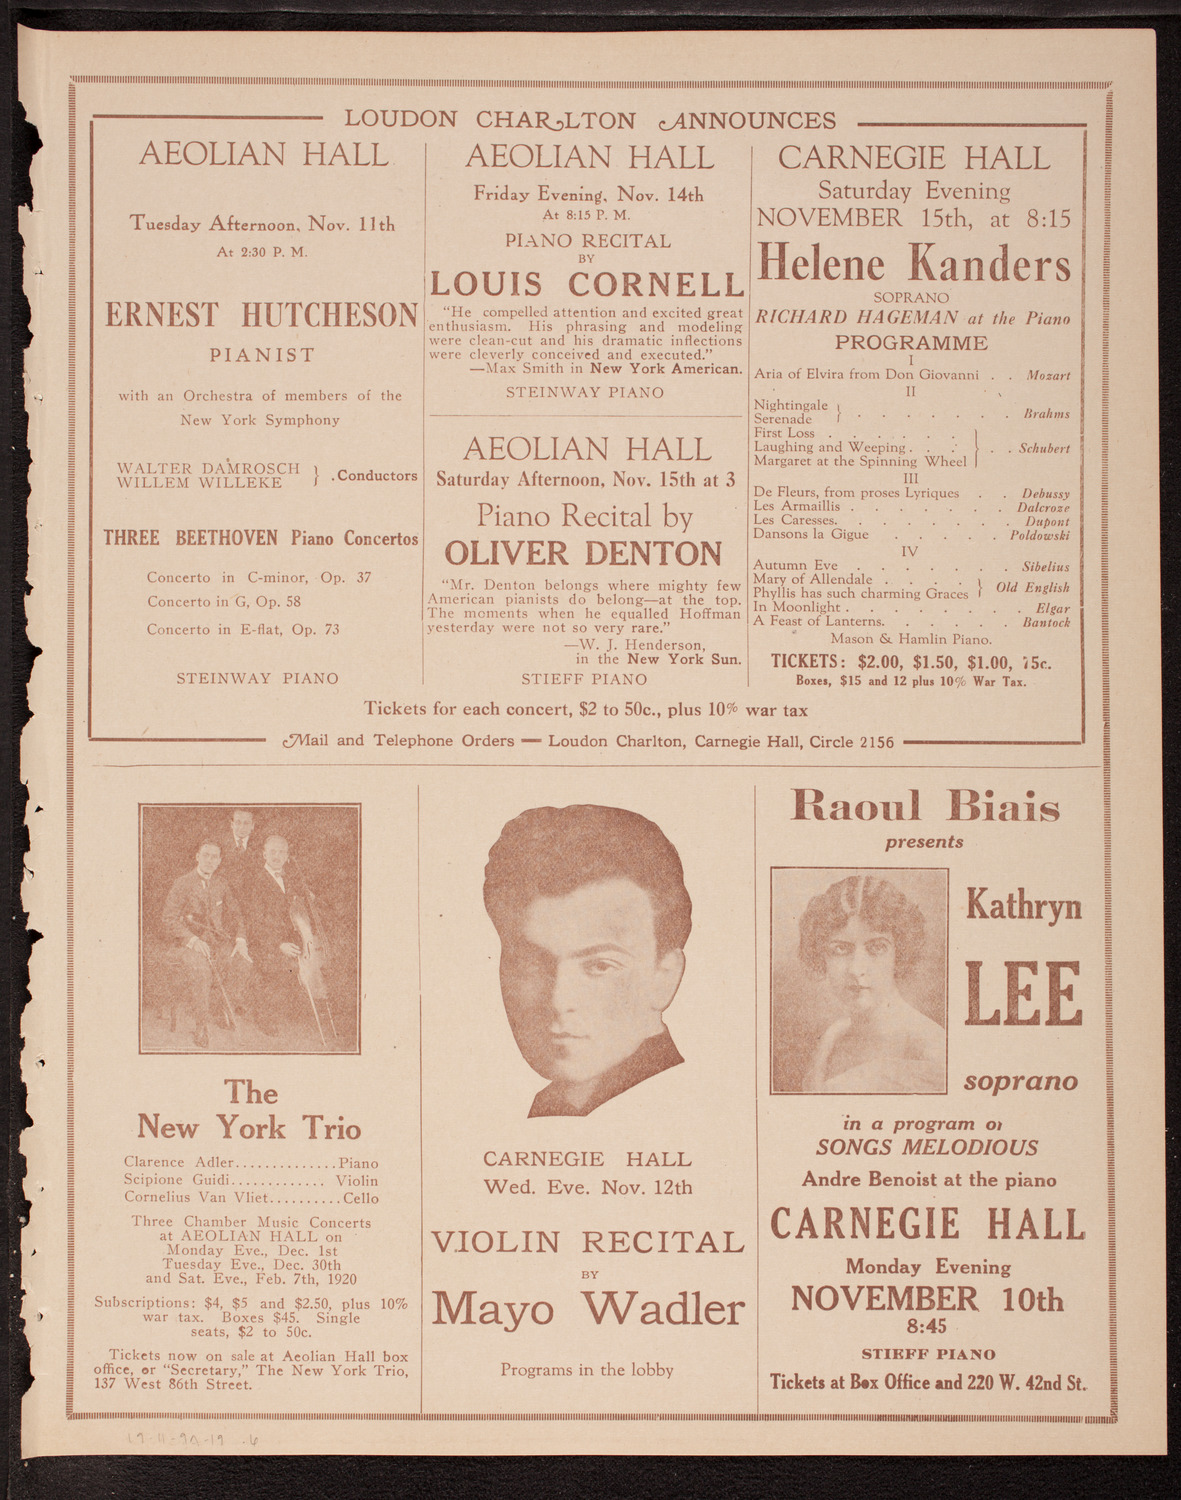 LOUDON CHARLTON ANNOUNCES
AEOLIAN HALL
Tuesday Afternoon, Nov. 11th
At 2:30 P. M.
ERNEST HUTCHESON
PIANIST
with an Orchestra of members of the
New York Symphony
WALTER DAMROSCH
WILLEM WILLEKE } . Conductors
THREE BEETHOVEN Piano Concertos
Concerto in C-minor, Op. 37
Concerto in G, Op. 58
Concerto in E-flat, Op. 73
STEINWAY PIANO
AEOLIAN HALL
Friday Evening, Nov. 14th
At 8:15 P. M.
PIANO RECITAL
BY
LOUIS CORNELL
"He compelled attention and excited great
enthusiasm. His phrasing and modeling
were clean-cut and his dramatic inflections
were cleverly conceived and executed."
—Max Smith in New York American.
STEINWAY PIANO
AEOLIAN HALL
Saturday Afternoon, Nov. 15th at 3
Piano Recital by
OLIVER DENTON
"Mr. Denton belongs where mighty few
American pianists do belong—at the top.
The moments when he equalled Hoffman
yesterday were not so very rare."
—W. J. Henderson,
in the New York Sun.
STIEFF PIANO
CARNEGIE HALL
Saturday Evening
NOVEMBER 15th, at 8:15
Helene Kanders
SOPRANO
RICHARD HAGEMAN at the Piano
PROGRAMME
I
Aria of Elvira from Don Giovanni . . Mozart
II
Nightingale
Serenade } . . . . . . . Brahms
First Loss . . . . . .
Laughing and Weeping . . . } . . Schubert
Margaret at the Spinning Wheel
III
De Fleurs, from proses Lyriques . . Debussy
Les Armaillis . . . . . . . Dalcroze
Les Caresses. . . . . . . . Dupont
Dansons la Gigue . . . . . Poldowski
IV
Autumn Eve . . . . . . . Sibelius
Mary of Allendale . . . . .
Phyllis has such charming Graces } Old English
In Moonlight . . . . . . . . Elgar
A Feast of Lanterns. . . . . . Bantock
Mason & Hamlin Piano.
TICKETS: $2.00, $1.50, $1.00, 75c.
Boxes, $15 and 12 plus 10% War Tax.
Tickets for each concert, $2 to 50c., plus 10% war tax
Mail and Telephone Orders — Loudon Charlton, Carnegie Hall, Circle 2156
The
New York Trio
Clarence Adler..............Piano
Scipione Guidi............. Violin
Cornelius Van Vliet..........Cello
Three Chamber Music Concerts
at AEOLIAN HALL on
Monday Eve., Dec. 1st
Tuesday Eve., Dec. 30th
and Sat. Eve., Feb. 7th, 1920
Subscriptions: $4, $5 and $2.50, plus 10%
war tax. Boxes $45. Single
seats, $2 to 50c.
Tickets now on sale at Aeolian Hall box
office, or "Secretary," The New York Trio,
137 West 86th Street.
CARNEGIE HALL
Wed. Eve. Nov. 12th
VIOLIN RECITAL
BY
Mayo Wadler
Programs in the lobby
Raoul Biais
presents
Kathryn
LEE
soprano
in a program of
SONGS MELODIOUS
Andre Benoist at the piano
CARNEGIE HALL
Monday Evening
NOVEMBER 10th
8:45
STIEFF PIANO
Tickets at Box Office and 220 W. 42nd St.